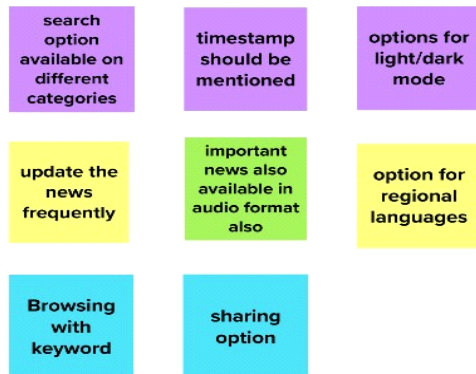 search
option
available on
different
categories
timestamp
should be
mentioned
options for
light/dark
mode
update the
news
frequently
important
news also
available in
audio format
also
option for
regional
languages
Browsing
with
keyword
sharing
option